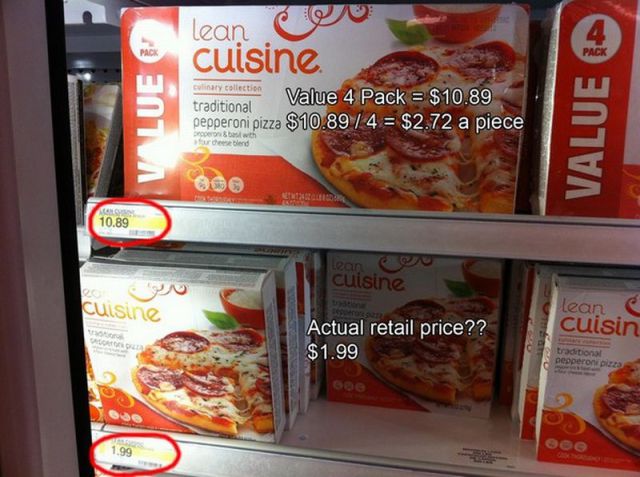 4
PACK
VALUE
lean
cuisine
culinary collection
traditional
pepperoni pizza
pepperoni & basil with
a four cheese blend
Value 4 Pack = $10.89
$10.89 / 4 = $2.72 a piece
4
PACK
VALUE
10.89
lean
cuisine
traditional
pepperoni pizza
lean
cuisine
traditional
pepperoni pizza
Actual retail price??
$1.99
lean
cuisin
traditional
pepperoni pizza
1.99